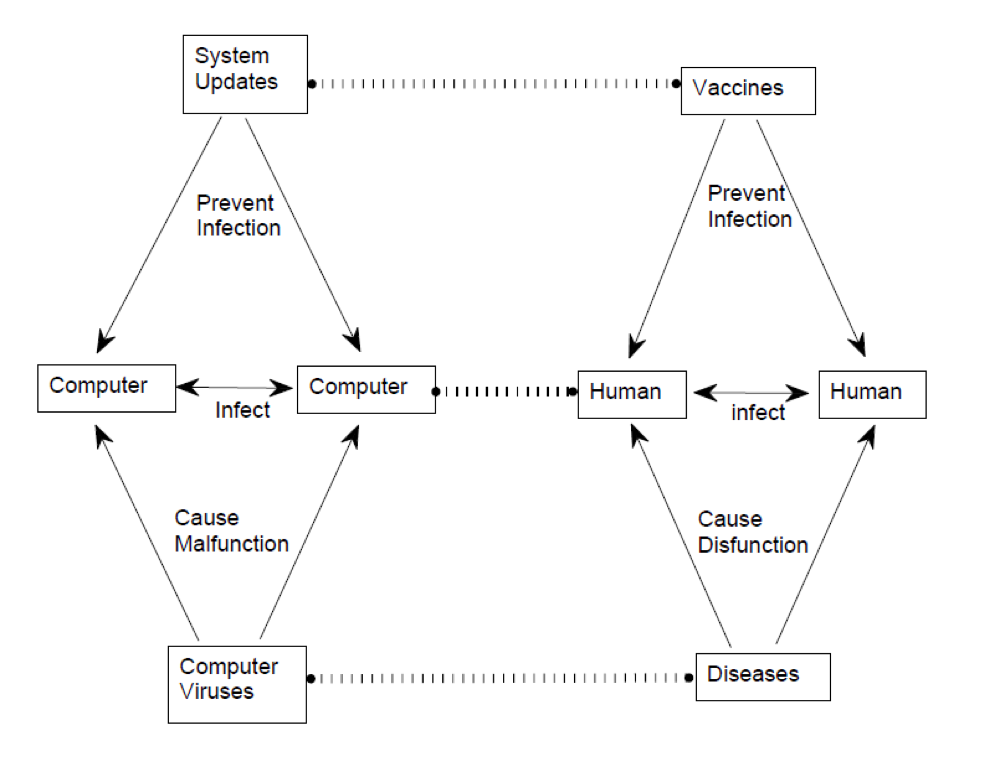 System
Updates
Vaccines
Prevent
Infection
Prevent
Infection
Computer
Computer
Human
Human
Infect
infect
Cause
Malfunction
Cause
Disfunction
Computer
Viruses
Diseases